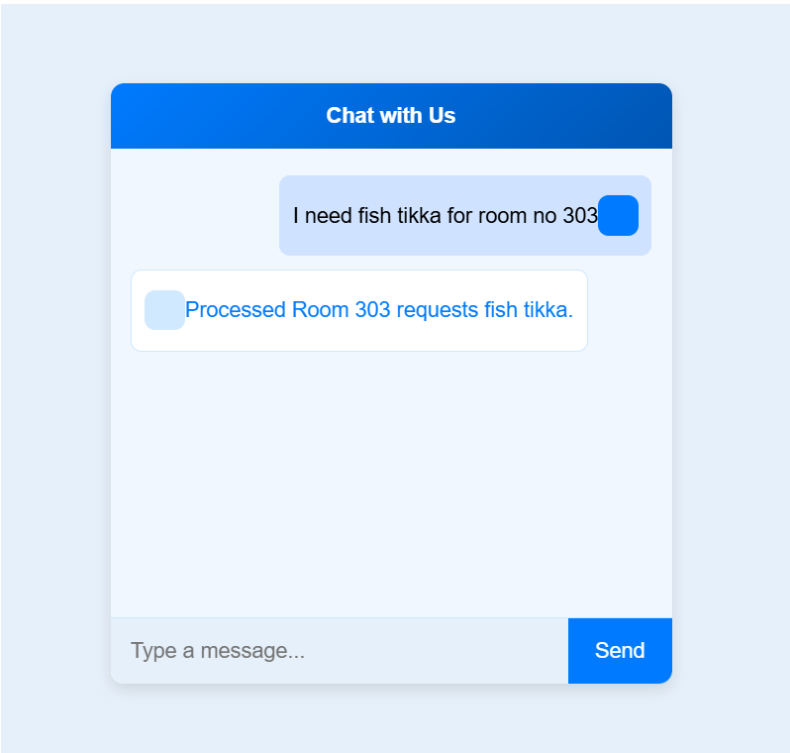 Chat with Us
I need fish tikka for room no 303
Processed Room 303 requests fish tikka.
Type a message...
Send